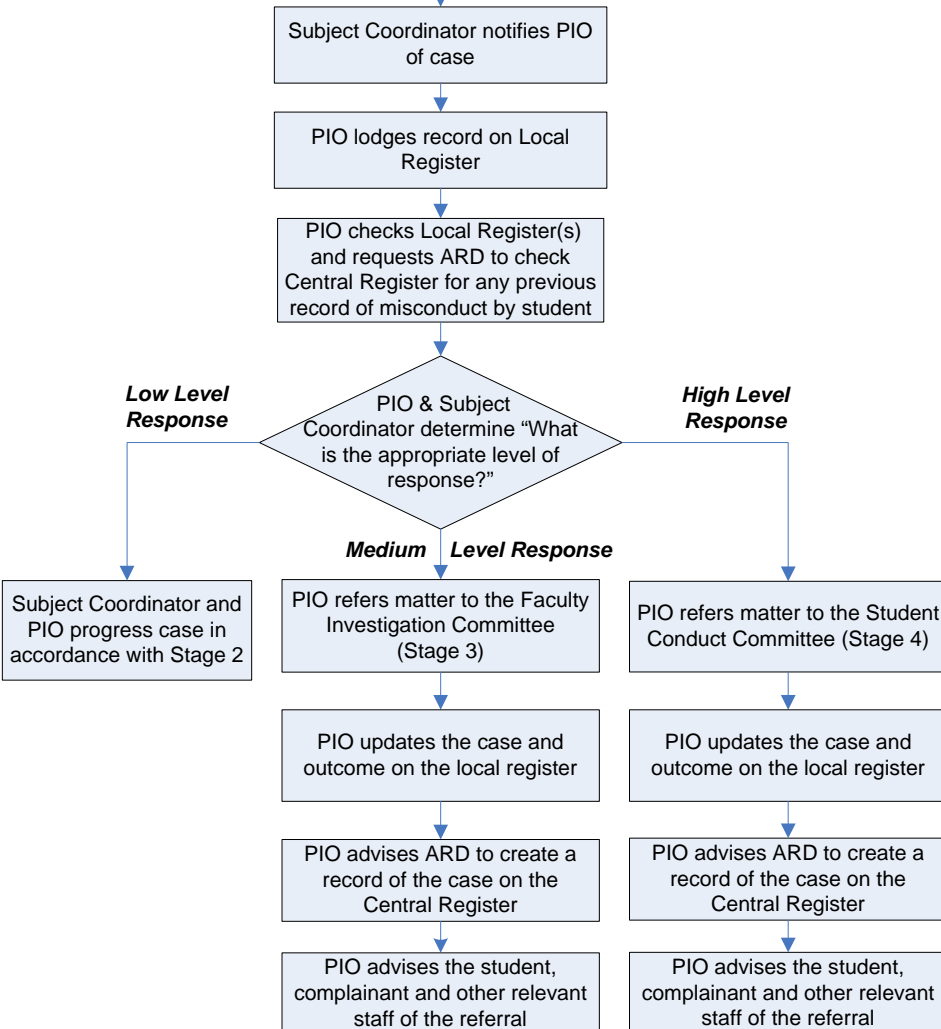 Subject Coordinator notifies PIO
of case
PIO lodges record on Local
Register
PIO checks Local Register(s)
and requests ARD to check
Central Register for any previous
record of misconduct by student
PIO & Subject
Coordinator determine “What
is the appropriate level of
response?”
Low Level
Response
High Level
Response
Medium Level Response
Subject Coordinator and
PIO progress case in
accordance with Stage 2
PIO refers matter to the Faculty
Investigation Committee
(Stage 3)
PIO refers matter to the Student
Conduct Committee (Stage 4)
PIO updates the case and
outcome on the local register
PIO updates the case and
outcome on the local register
PIO advises ARD to create a
record of the case on the
Central Register
PIO advises ARD to create a
record of the case on the
Central Register
PIO advises the student,
complainant and other relevant
staff of the referral
PIO advises the student,
complainant and other relevant
staff of the referral